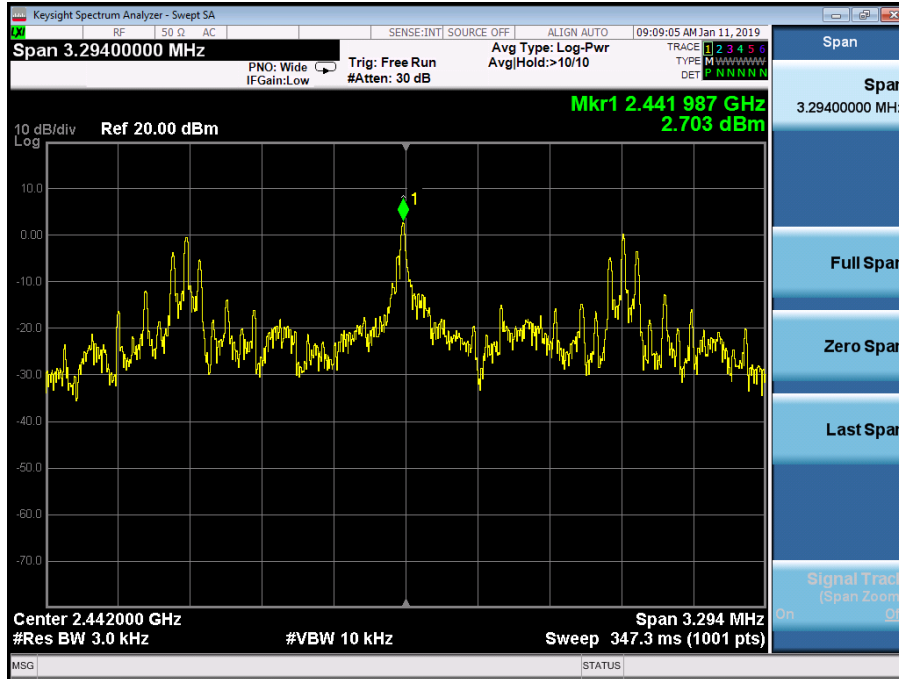 Keysight Spectrum Analyzer - Swept SA
LXI RF 50 Ω AC SENSE:INT SOURCE OFF ALIGN AUTO 09:09:05 AM Jan 11, 2019
Span 3.29400000 MHz
PNO: Wide
IFGain:Low
Trig: Free Run
#Atten: 30 dB
Avg Type: Log-Pwr
Avg|Hold:>10/10
TRACE 1 2 3 4 5 6
TYPE M WWWWW
DET P N N N N N
Mkr1 2.441 987 GHz
2.703 dBm
10 dB/div Ref 20.00 dBm
Log
10.0
0.00
-10.0
-20.0
-30.0
-40.0
-50.0
-60.0
-70.0
1
Center 2.442000 GHz Span 3.294 MHz
#Res BW 3.0 kHz #VBW 10 kHz Sweep 347.3 ms (1001 pts)
MSG STATUS
Span
Span
3.29400000 MHz
Full Span
Zero Span
Last Span
Signal Track
(Span Zoom)
On Off